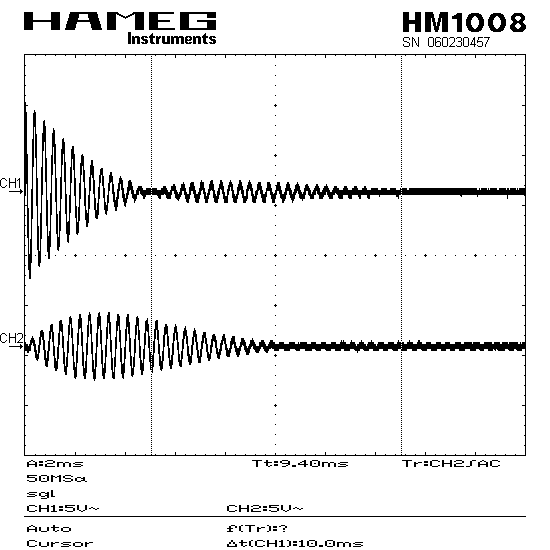 HAMEG
Instruments
HM1008
SN 060230457
CH1
CH2
A:2ms Tt:9.40ms Tr:CH2∫AC
50MSa
sgl
CH1:5V~ CH2:5V~
Auto f(Tr):?
Cursor Δt(CH1):10.0ms